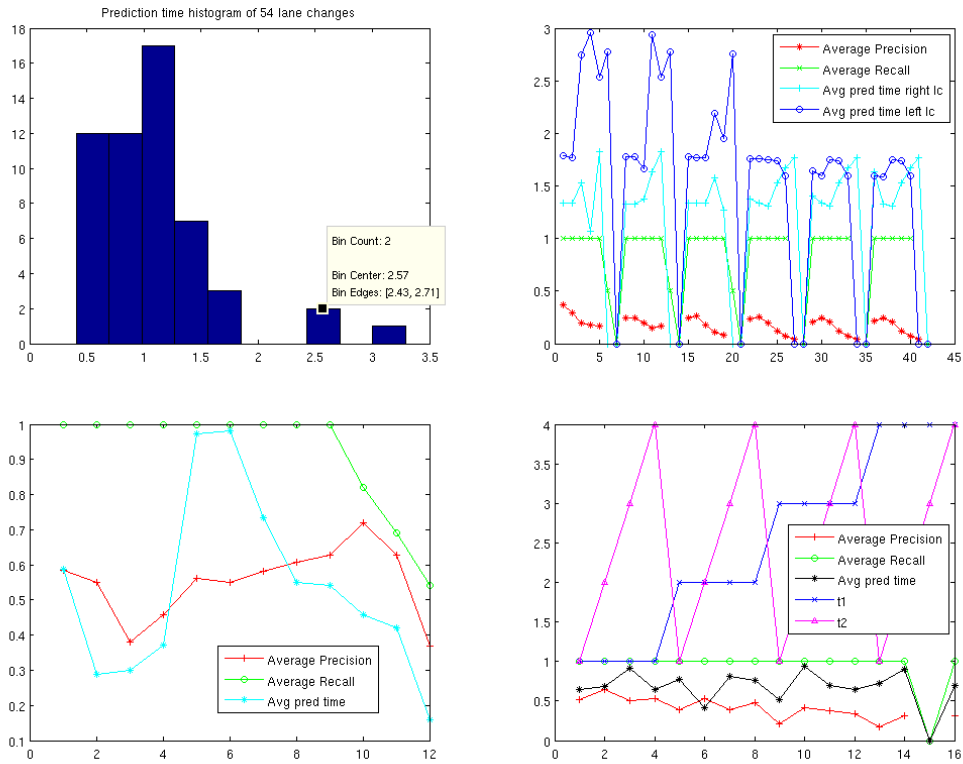 Prediction time histogram of 54 lane changes
18
16
14
12
10
8
6
4
2
0
0 0.5 1 1.5 2 2.5 3 3.5
Bin Count: 2
Bin Center: 2.57
Bin Edges: [2.43, 2.71]
3
2.5
2
1.5
1
0.5
0
0 5 10 15 20 25 30 35 40 45
Average Precision
Average Recall
Avg pred time right lc
Avg pred time left lc
1
0.9
0.8
0.7
0.6
0.5
0.4
0.3
0.2
0.1
0 2 4 6 8 10 12
Average Precision
Average Recall
Avg pred time
4
3.5
3
2.5
2
1.5
1
0.5
0
0 2 4 6 8 10 12 14 16
Average Precision
Average Recall
Avg pred time
t1
t2